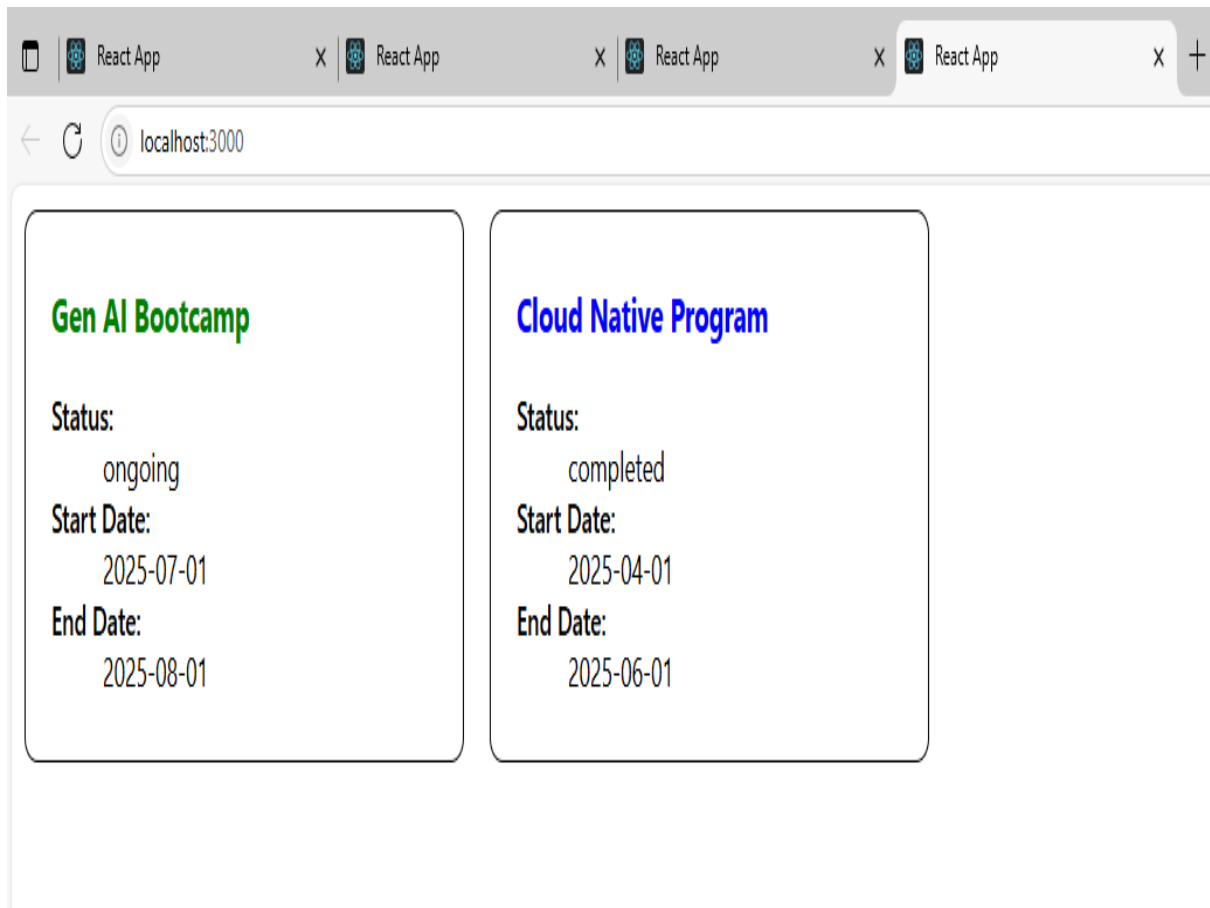 React App
React App
React App
React App
localhost:3000
Gen AI Bootcamp
Status:
ongoing
Start Date:
2025-07-01
End Date:
2025-08-01
Cloud Native Program
Status:
completed
Start Date:
2025-04-01
End Date:
2025-06-01